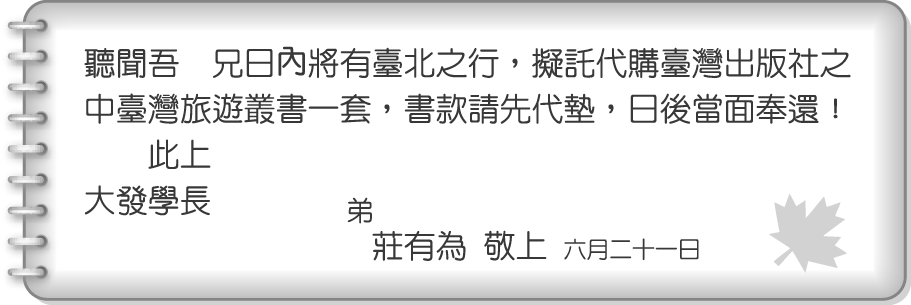 聽聞吾　兄日內將有臺北之行，擬託代購臺灣出版社之
中臺灣旅遊叢書一套，書款請先代墊，日後當面奉還！
此上
大發學長
弟
莊有為 敬上 六月二十一日